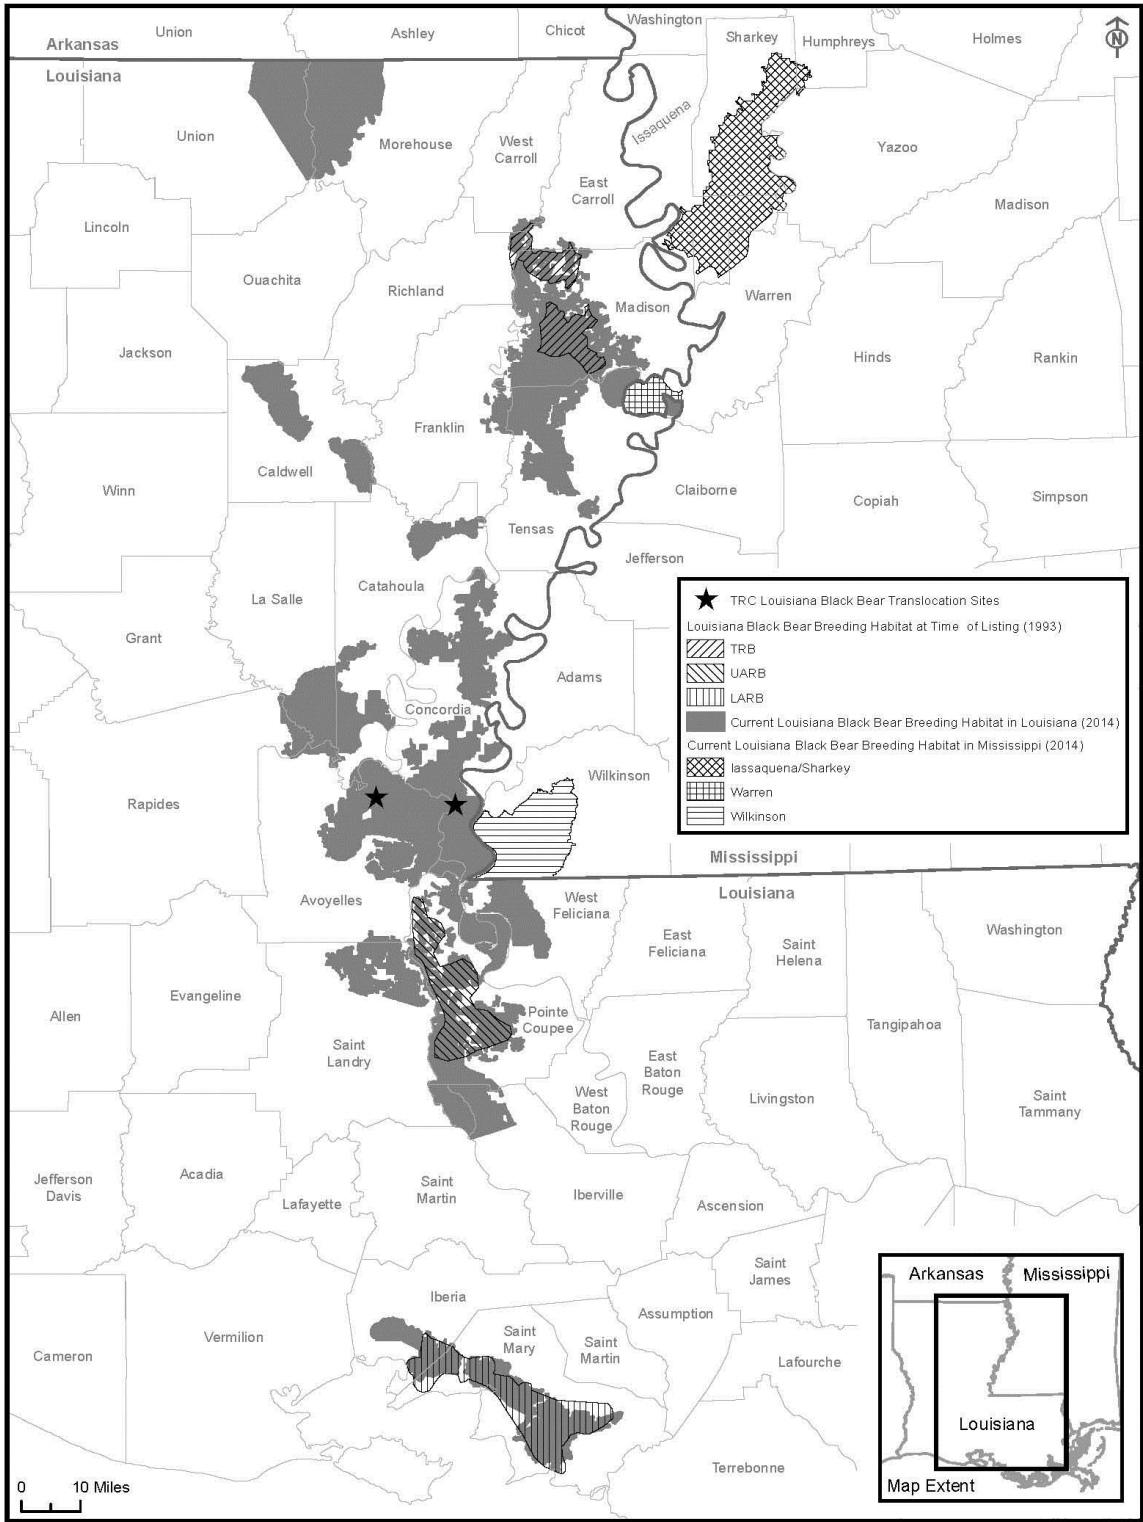 Union
Ashley
Chicot
Washington
Sharkey
Humphreys
Holmes
N
Arkansas
Louisiana
Union
Morehouse
West
Carroll
East
Carroll
Issaquena
Yazoo
Madison
Lincoln
Ouachita
Richland
Madison
Warren
Jackson
Hinds
Rankin
Franklin
Caldwell
Winn
Claiborne
Copiah
Simpson
Tensas
Jefferson
Catahoula
La Salle
Grant
Adams
Concordia
Wilkinson
Rapides
TRC Louisiana Black Bear Translocation Sites
Louisiana Black Bear Breeding Habitat at Time of Listing (1993)
TRB
UARB
LARB
Current Louisiana Black Bear Breeding Habitat in Louisiana (2014)
Current Louisiana Black Bear Breeding Habitat in Mississippi (2014)
Iassaquena/Sharkey
Warren
Wilkinson
Mississippi
Louisiana
Avoyelles
West
Feliciana
East
Feliciana
Saint
Helena
Washington
Allen
Evangeline
Saint
Landry
Pointe
Coupee
Tangipahoa
East
Baton
Rouge
West
Baton
Rouge
Livingston
Saint
Tammany
Jefferson
Davis
Acadia
Lafayette
Saint
Martin
Iberville
Ascension
Saint
James
Iberia
Assumption
Vermilion
Saint
Mary
Saint
Martin
Cameron
Lafourche
Terrebonne
0 10 Miles
Arkansas
Mississippi
Louisiana
Map Extent